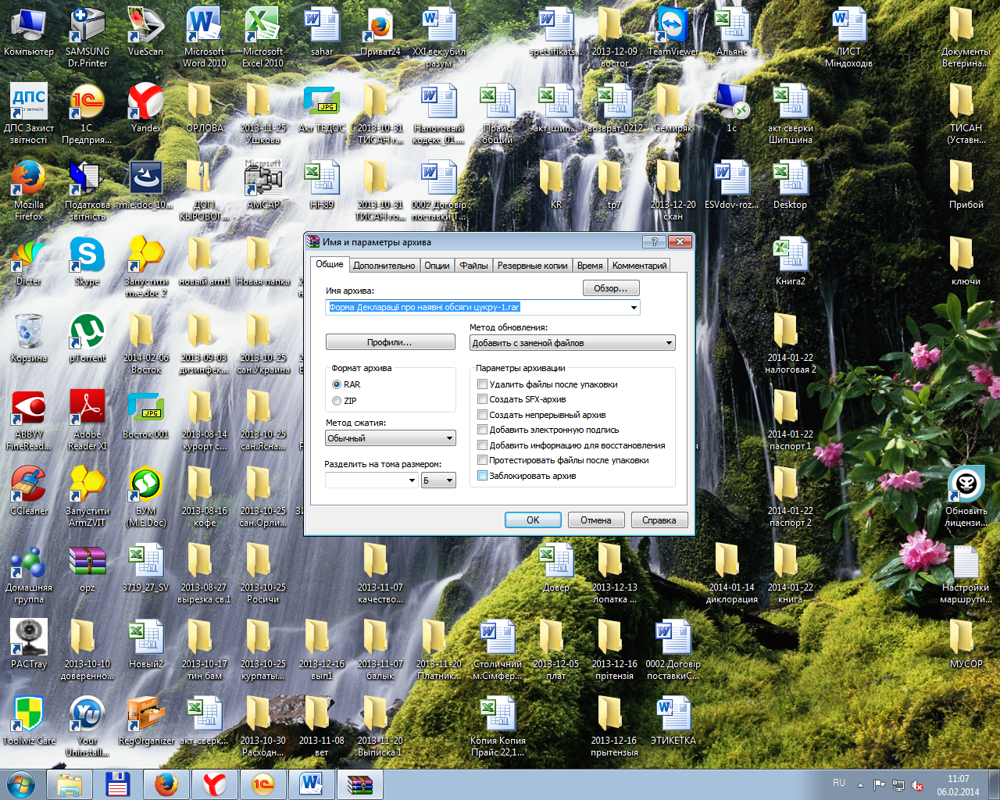 Компьютер
SAMSUNG
Dr.Printer
VueScan
Microsoft
Word 2010
Microsoft
Excel 2010
sahar
Приват24
XXI век убил
разум
spetsifikats...
2013-12-09
востог
TeamViewer
Альянс
ЛИСТ
Міндоходів
Документы
Ветерина...
ДПС
ДПС Захист
звітності
1С
Предприя...
Yandex
ОРЛОВА
2013-11-25
Ушкова
JPG
Акт ТЕДОС
2013-10-31
ТИСАН г...
Налоговый
кодекс_01....
Прайс
общий
акт_шип...
возврат_0212
Семиряк
1с
акт сверки
Шипшина
ТИСАН
(Уставн...
Mozilla
Firefox
Податкова
звітність
m.e.doc_10...
ДОП
КЫРОВОГ...
Microsoft
AMCAP
НН89
2013-10-31
ТИСАН го...
0002 Договір
поставки Т...
KR
tp7
2013-12-20
скан
ESVdov-roz...
Desktop
Прибой
Dicter
Skype
Запустити
m.e.doc 2
новый arm1
Новая папка
Книга2
ключи
Корзина
µTorrent
2014-02-06
Восток
2013-09-03
дизинфек...
2013-10-25
сан.Украина
2014-01-22
налоговая 2
ABBYY
FineRead...
Adobe
Reader XI
JPG
Восток 001
2013-08-14
курорт с...
2013-10-25
сан.Ясна...
2014-01-22
паспорт 1
CCleaner
Запустити
ArmZVIT
БУМ
(M.E.Doc)
2013-08-16
кофе
2013-10-25
сан.Орли...
2014-01-22
паспорт 2
Обновить
лицензи...
Домашняя
группа
opz
3719_27_SV
2013-08-27
вырезка св.1
2013-10-25
Росичи
2013-11-07
качество...
Довер
2013-12-13
лопатка ...
2014-01-14
диклорация
2014-01-22
книга
Настройки
маршрути...
PACTray
2013-10-10
доверенно...
Новый2
2013-10-17
тин бам
2013-10-25
курпаты...
2013-12-16
вып1
2013-11-07
балык
2013-11-20
Платник...
Столичний
м.Сімфер...
2013-12-05
плат
2013-12-16
прітензія
0002 Договір
поставкиС...
МУСОР
Toolwiz Care
Your
Uninstall...
RegOrganizer
акт_сверк...
2013-10-30
Расходн...
2013-11-08
вет
2013-11-20
Выписка 1
Копия Копия
Прайс 22,1...
2013-12-16
прытензыя
ЭТИКЕТКА
Имя и параметры архива
Общие
Дополнительно
Опции
Файлы
Резервные копии
Время
Комментарий
Имя архива:
Обзор...
Форма Декларації про наявні обсяги цукру-1.rar
Метод обновления:
Профили...
Добавить с заменой файлов
Формат архива
RAR
ZIP
Метод сжатия:
Обычный
Разделить на тома размером:
Б
Параметры архивации
Удалить файлы после упаковки
Создать SFX-архив
Создать непрерывный архив
Добавить электронную подпись
Добавить информацию для восстановления
Протестировать файлы после упаковки
Заблокировать архив
OK
Отмена
Справка
RU
11:07
06.02.2014